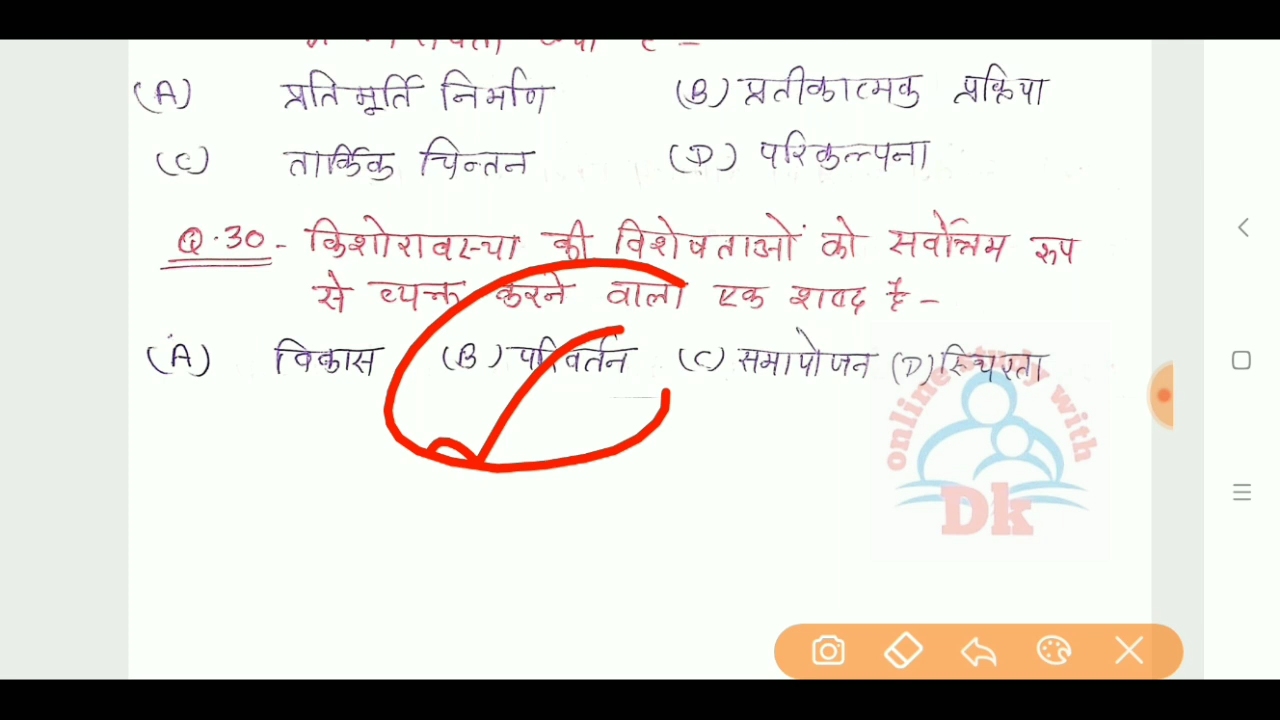 (A) प्रतिमूर्ति निर्माण (B) प्रतीकात्मक प्रक्रिया
(C) तार्किक चिन्तन (D) परिकल्पना
Q.30- किशोरावस्था की विशेषताओं को सर्वोत्तम रूप
से व्यक्त करने वाला एक शब्द है -
(A) विकास (B) परिवर्तन (C) समायोजन (D) स्थिरता
online study with
Dk